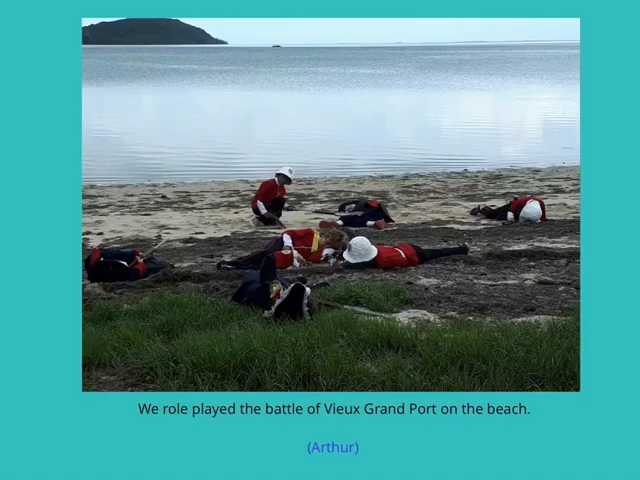 We role played the battle of Vieux Grand Port on the beach.
(Arthur)